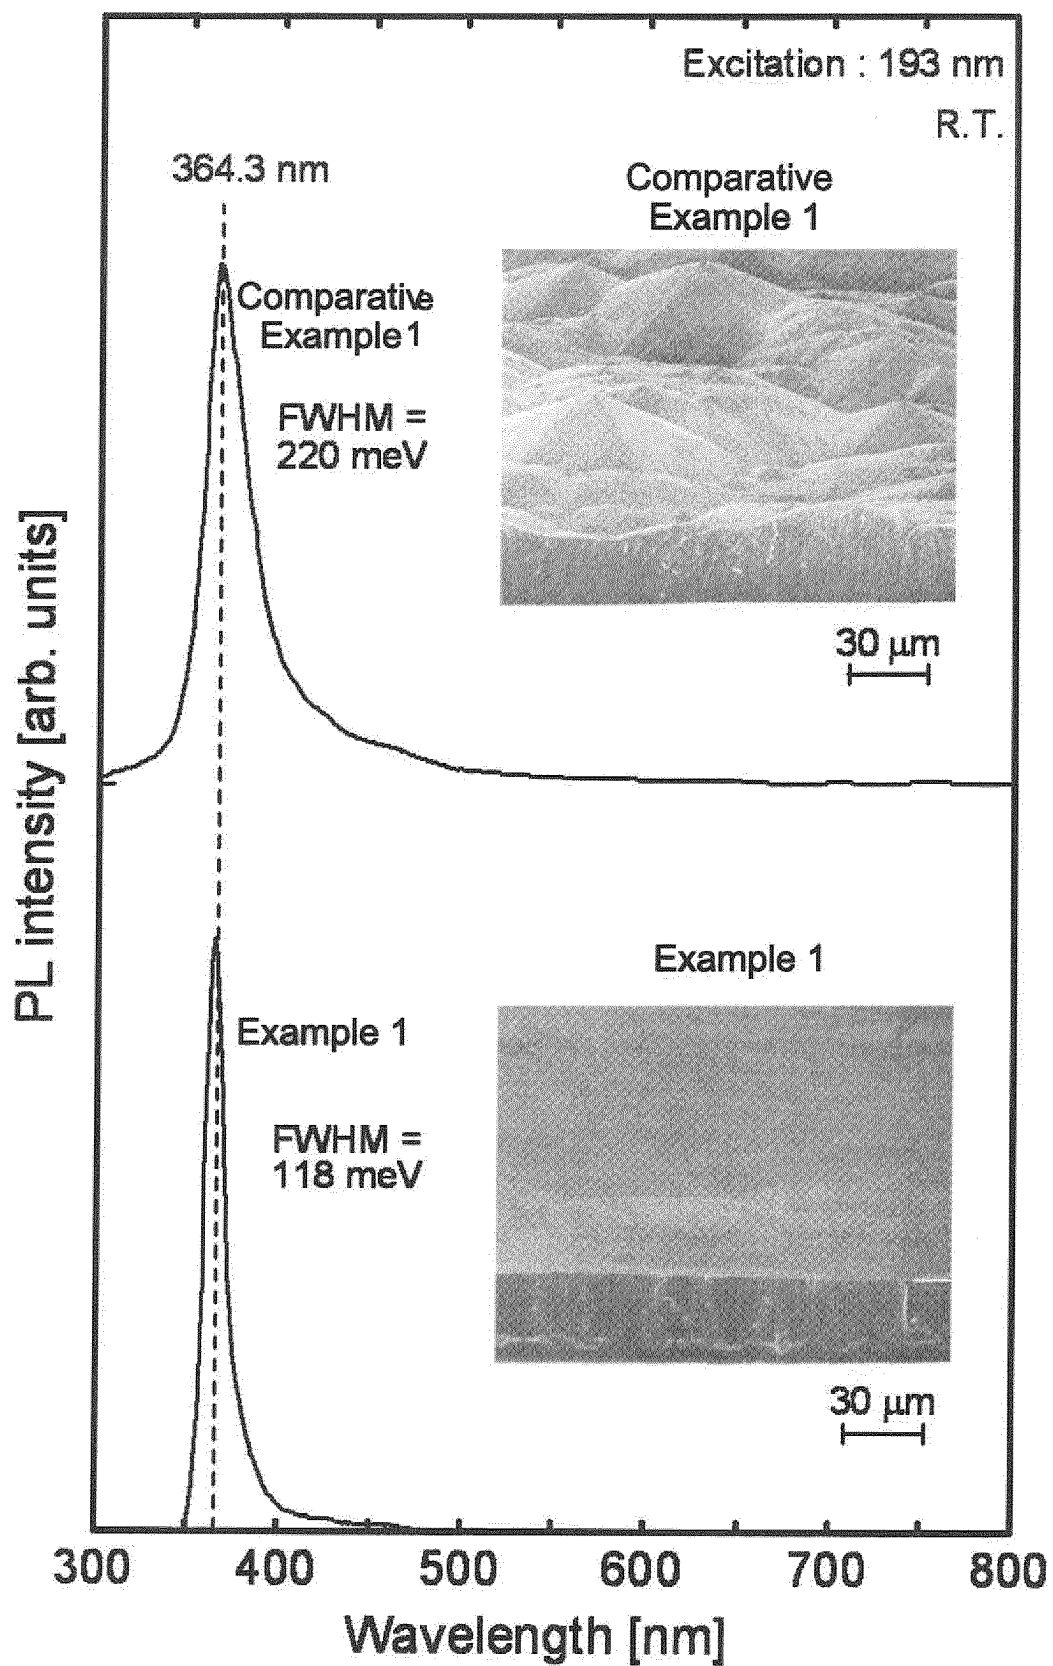 Excitation : 193 nm
R.T.
364.3 nm
Comparative
Example 1
Comparative
Example 1
FWHM =
220 meV
30 μm
PL intensity [arb. units]
Example 1
Example 1
FWHM =
118 meV
30 μm
300 400 500 600 700 800
Wavelength [nm]